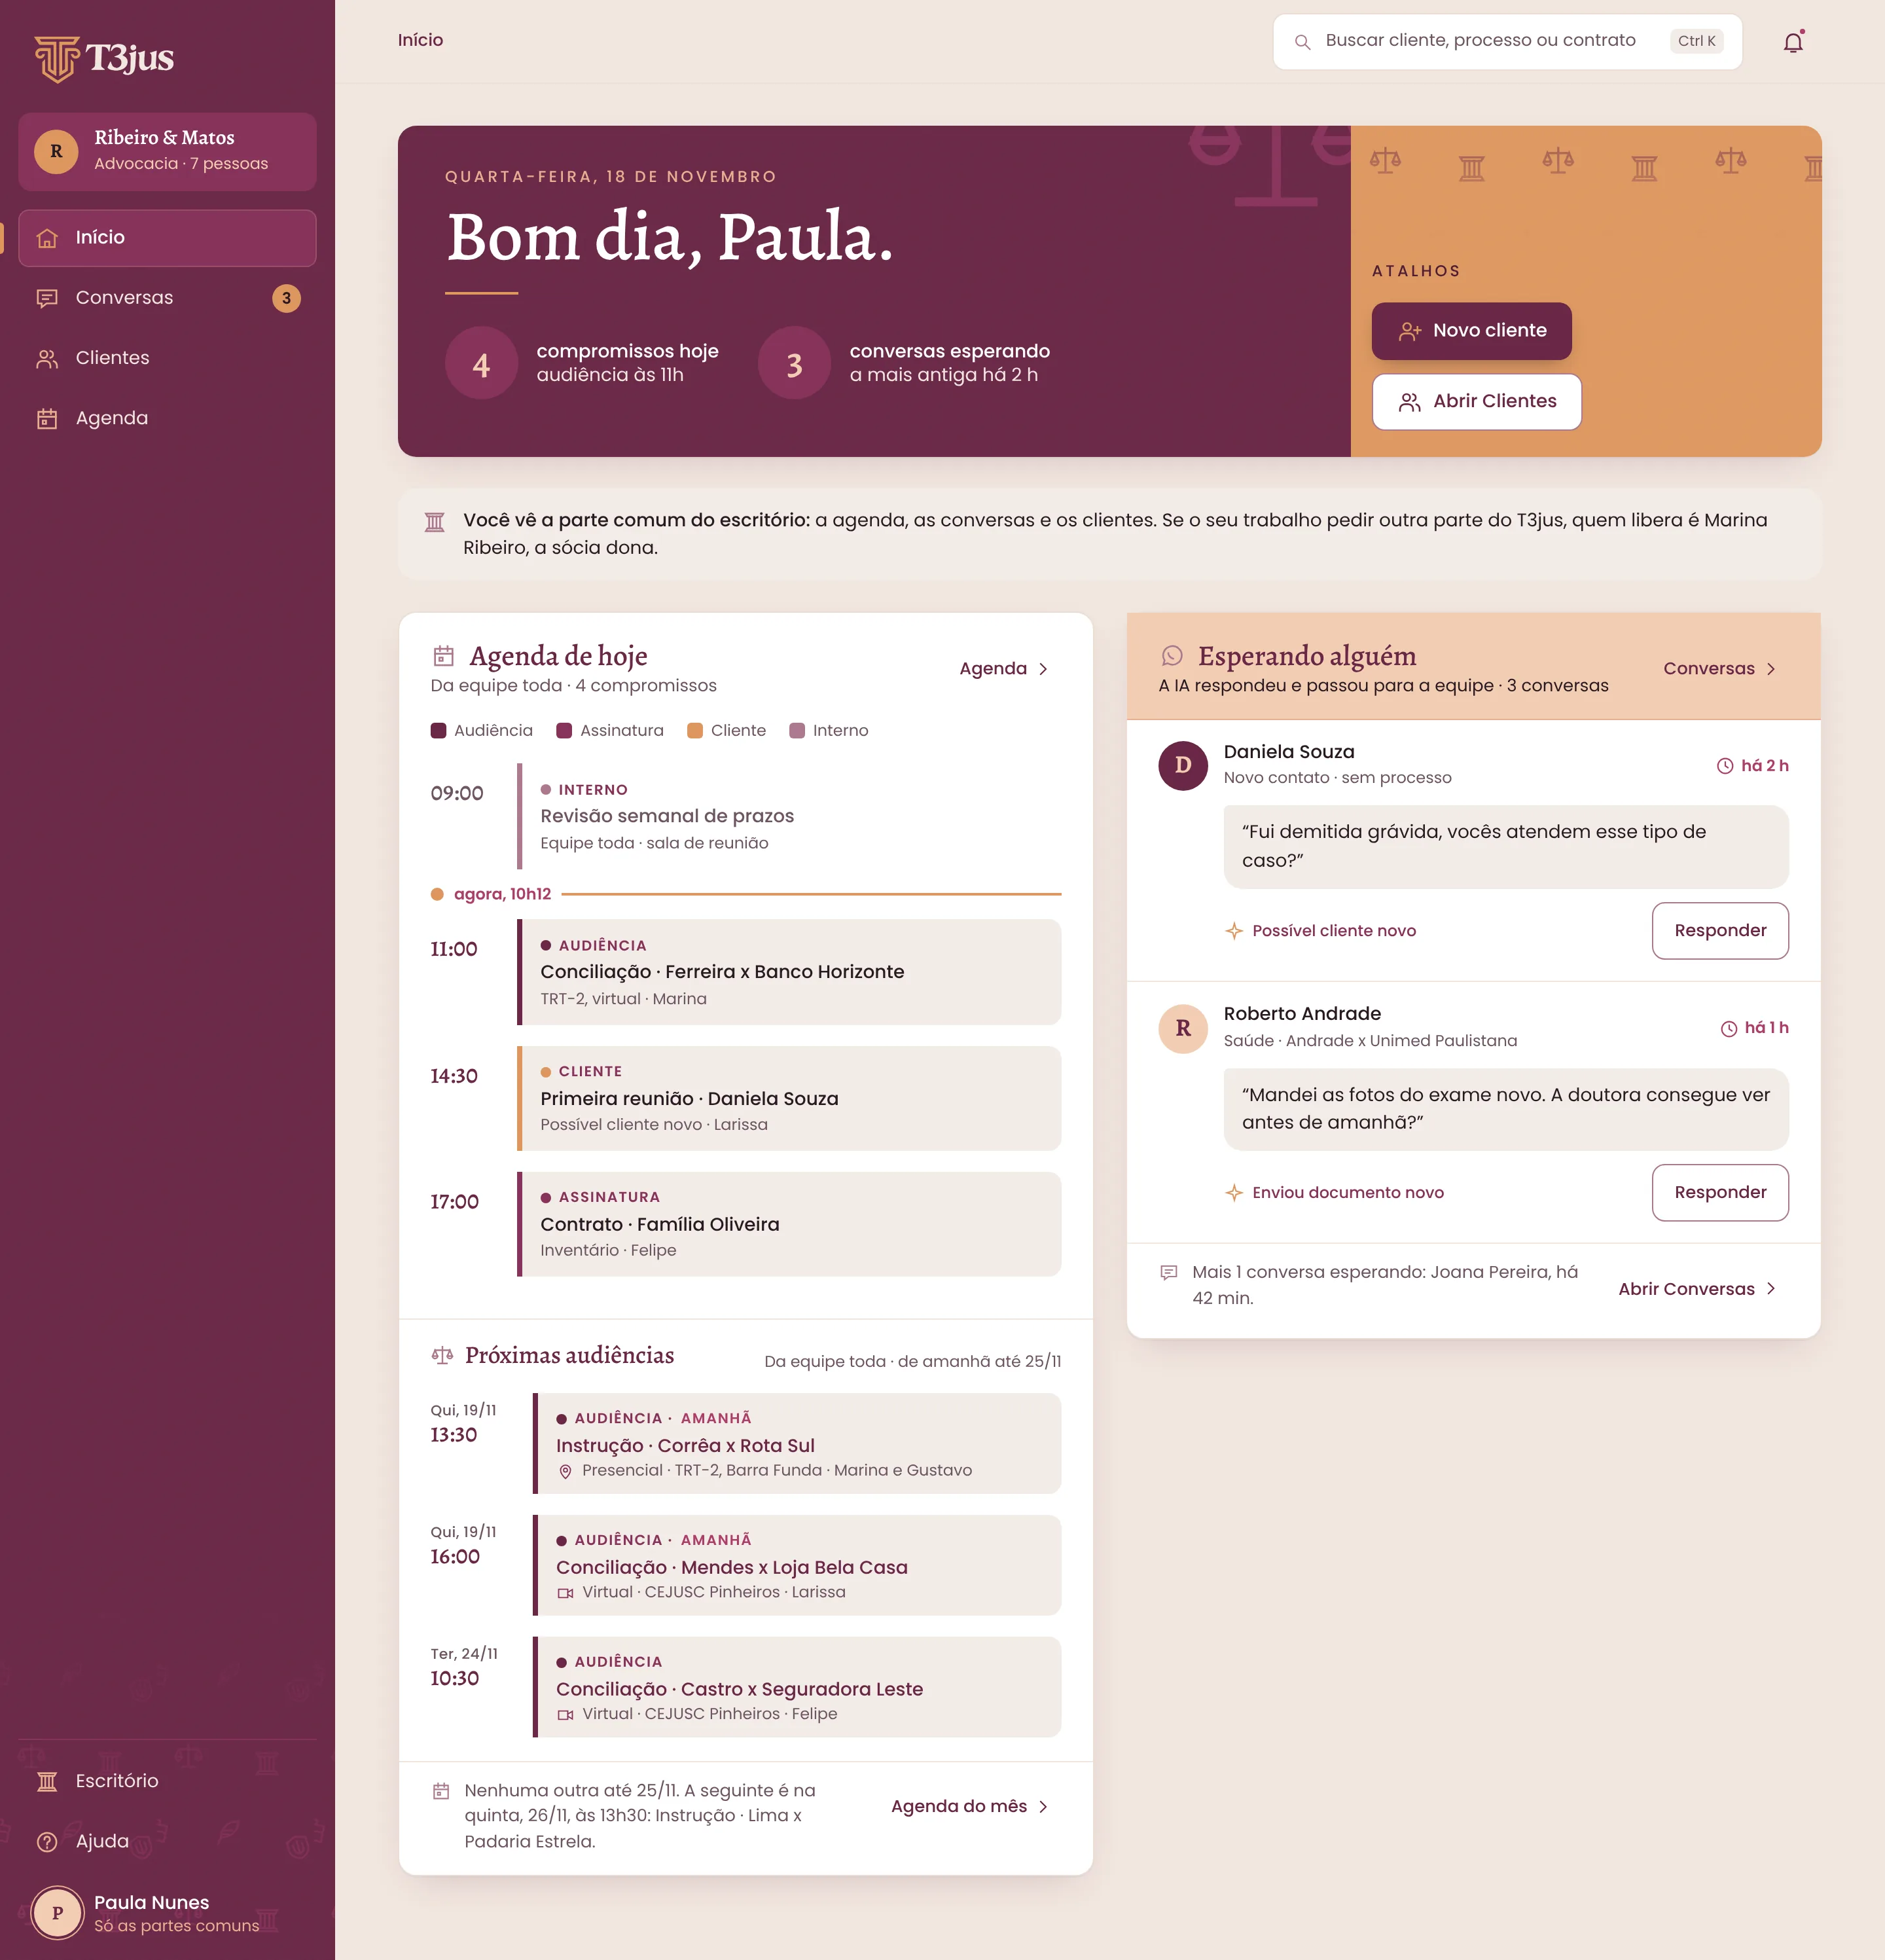 T3jus
R
Ribeiro & Matos
Advocacia · 7 pessoas
Início
Conversas
3
Clientes
Agenda
Escritório
Ajuda
P
Paula Nunes
Só as partes comuns
Início
Buscar cliente, processo ou contrato
Ctrl K
QUARTA-FEIRA, 18 DE NOVEMBRO
Bom dia, Paula.
4
compromissos hoje
audiência às 11h
3
conversas esperando
a mais antiga há 2 h
ATALHOS
Novo cliente
Abrir Clientes
Você vê a parte comum do escritório: a agenda, as conversas e os clientes. Se o seu trabalho pedir outra parte do T3jus, quem libera é Marina
Ribeiro, a sócia dona.
Agenda de hoje
Da equipe toda · 4 compromissos
Agenda
Audiência
Assinatura
Cliente
Interno
09:00
INTERNO
Revisão semanal de prazos
Equipe toda · sala de reunião
agora, 10h12
11:00
AUDIÊNCIA
Conciliação · Ferreira x Banco Horizonte
TRT-2, virtual · Marina
14:30
CLIENTE
Primeira reunião · Daniela Souza
Possível cliente novo · Larissa
17:00
ASSINATURA
Contrato · Família Oliveira
Inventário · Felipe
Próximas audiências
Da equipe toda · de amanhã até 25/11
Qui, 19/11
13:30
AUDIÊNCIA · AMANHÃ
Instrução · Corrêa x Rota Sul
Presencial · TRT-2, Barra Funda · Marina e Gustavo
Qui, 19/11
16:00
AUDIÊNCIA · AMANHÃ
Conciliação · Mendes x Loja Bela Casa
Virtual · CEJUSC Pinheiros · Larissa
Ter, 24/11
10:30
AUDIÊNCIA
Conciliação · Castro x Seguradora Leste
Virtual · CEJUSC Pinheiros · Felipe
Nenhuma outra até 25/11. A seguinte é na
quinta, 26/11, às 13h30: Instrução · Lima x
Padaria Estrela.
Agenda do mês
Esperando alguém
A IA respondeu e passou para a equipe · 3 conversas
Conversas
D
Daniela Souza
Novo contato · sem processo
há 2 h
“Fui demitida grávida, vocês atendem esse tipo de
caso?”
Possível cliente novo
Responder
R
Roberto Andrade
Saúde · Andrade x Unimed Paulistana
há 1 h
“Mandei as fotos do exame novo. A doutora consegue ver
antes de amanhã?”
Enviou documento novo
Responder
Mais 1 conversa esperando: Joana Pereira, há
42 min.
Abrir Conversas